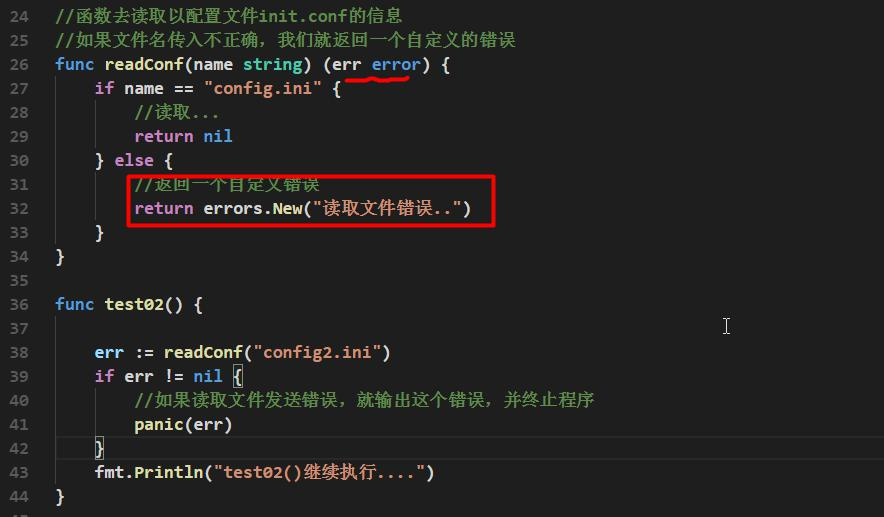 24 //函数去读取以配置文件init.conf的信息
25 //如果文件名传入不正确，我们就返回一个自定义的错误
26 func readConf(name string) (err error) {
27     if name == "config.ini" {
28         //读取...
29         return nil
30     } else {
31         //返回一个自定义错误
32         return errors.New("读取文件错误..")
33     }
34 }
35
36 func test02() {
37
38     err := readConf("config2.ini")
39     if err != nil {
40         //如果读取文件发送错误，就输出这个错误，并终止程序
41         panic(err)
42     }
43     fmt.Println("test02()继续执行....")
44 }